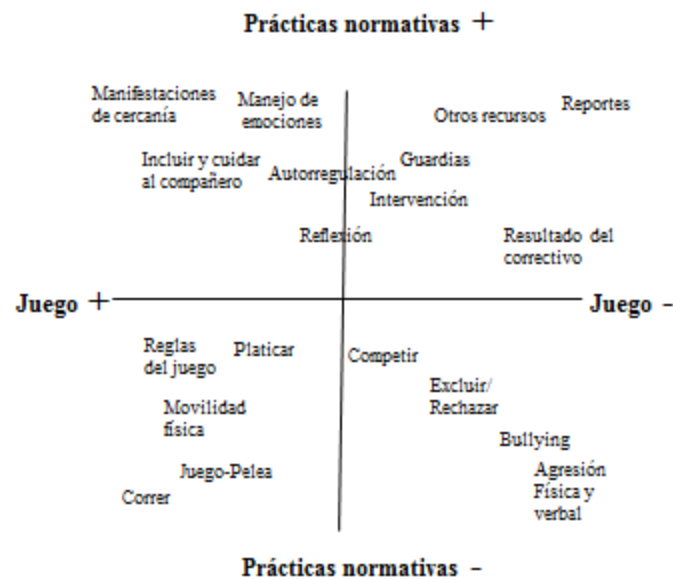 Prácticas normativas +
Manifestaciones
de cercanía
Manejo de
emociones
Otros recursos
Reportes
Incluir y cuidar
al compañero
Autorregulación
Guardias
Intervención
Reflexión
Resultado del
correctivo
Juego +
Juego -
Reglas
del juego
Platicar
Competir
Movilidad
física
Excluir/
Rechazar
Bullying
Juego-Pelea
Correr
Agresión
Física y
verbal
Prácticas normativas -